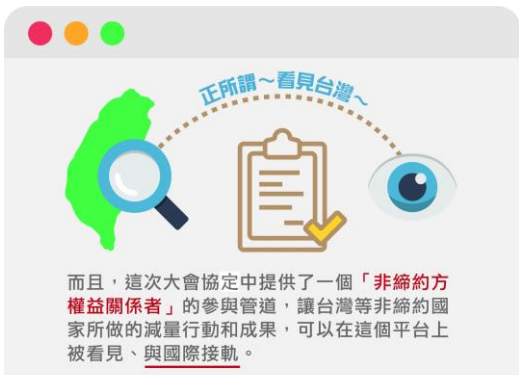 正所謂~看見台灣~
而且，這次大會協定中提供了一個「非締約方
權益關係者」的參與管道，讓台灣等非締約國
家所做的減量行動和成果，可以在這個平台上
被看見、與國際接軌。